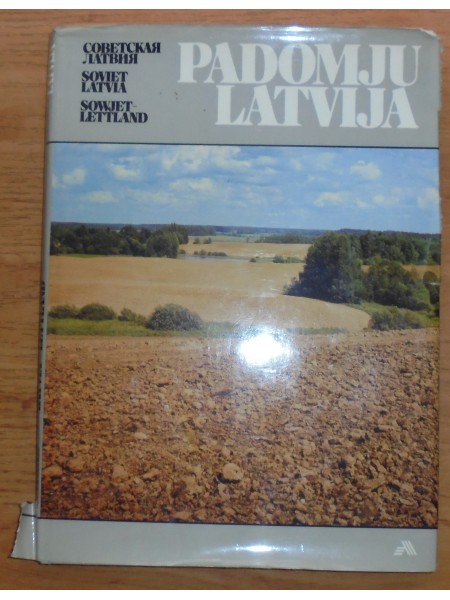 СОВЕТСКАЯ
ЛАТВИЯ
SOVIET
LATVIA
SOWJET-
LETTLAND
PADOMJU
LATVIJA